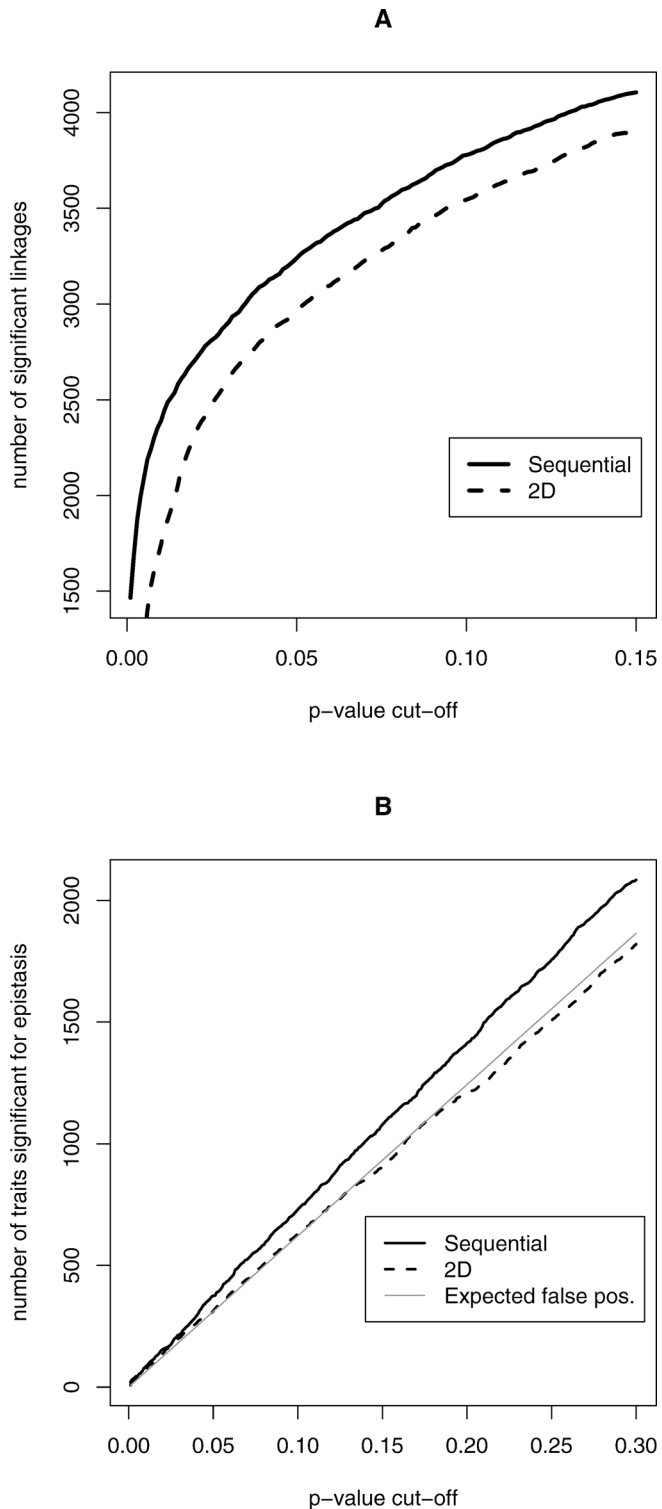 A
number of significant linkages
4000
3500
3000
2500
2000
1500
Sequential
2D
0.00 0.05 0.10 0.15
p-value cut-off
B
number of traits significant for epistasis
2000
1500
1000
500
0
Sequential
2D
Expected false pos.
0.00 0.05 0.10 0.15 0.20 0.25 0.30
p-value cut-off